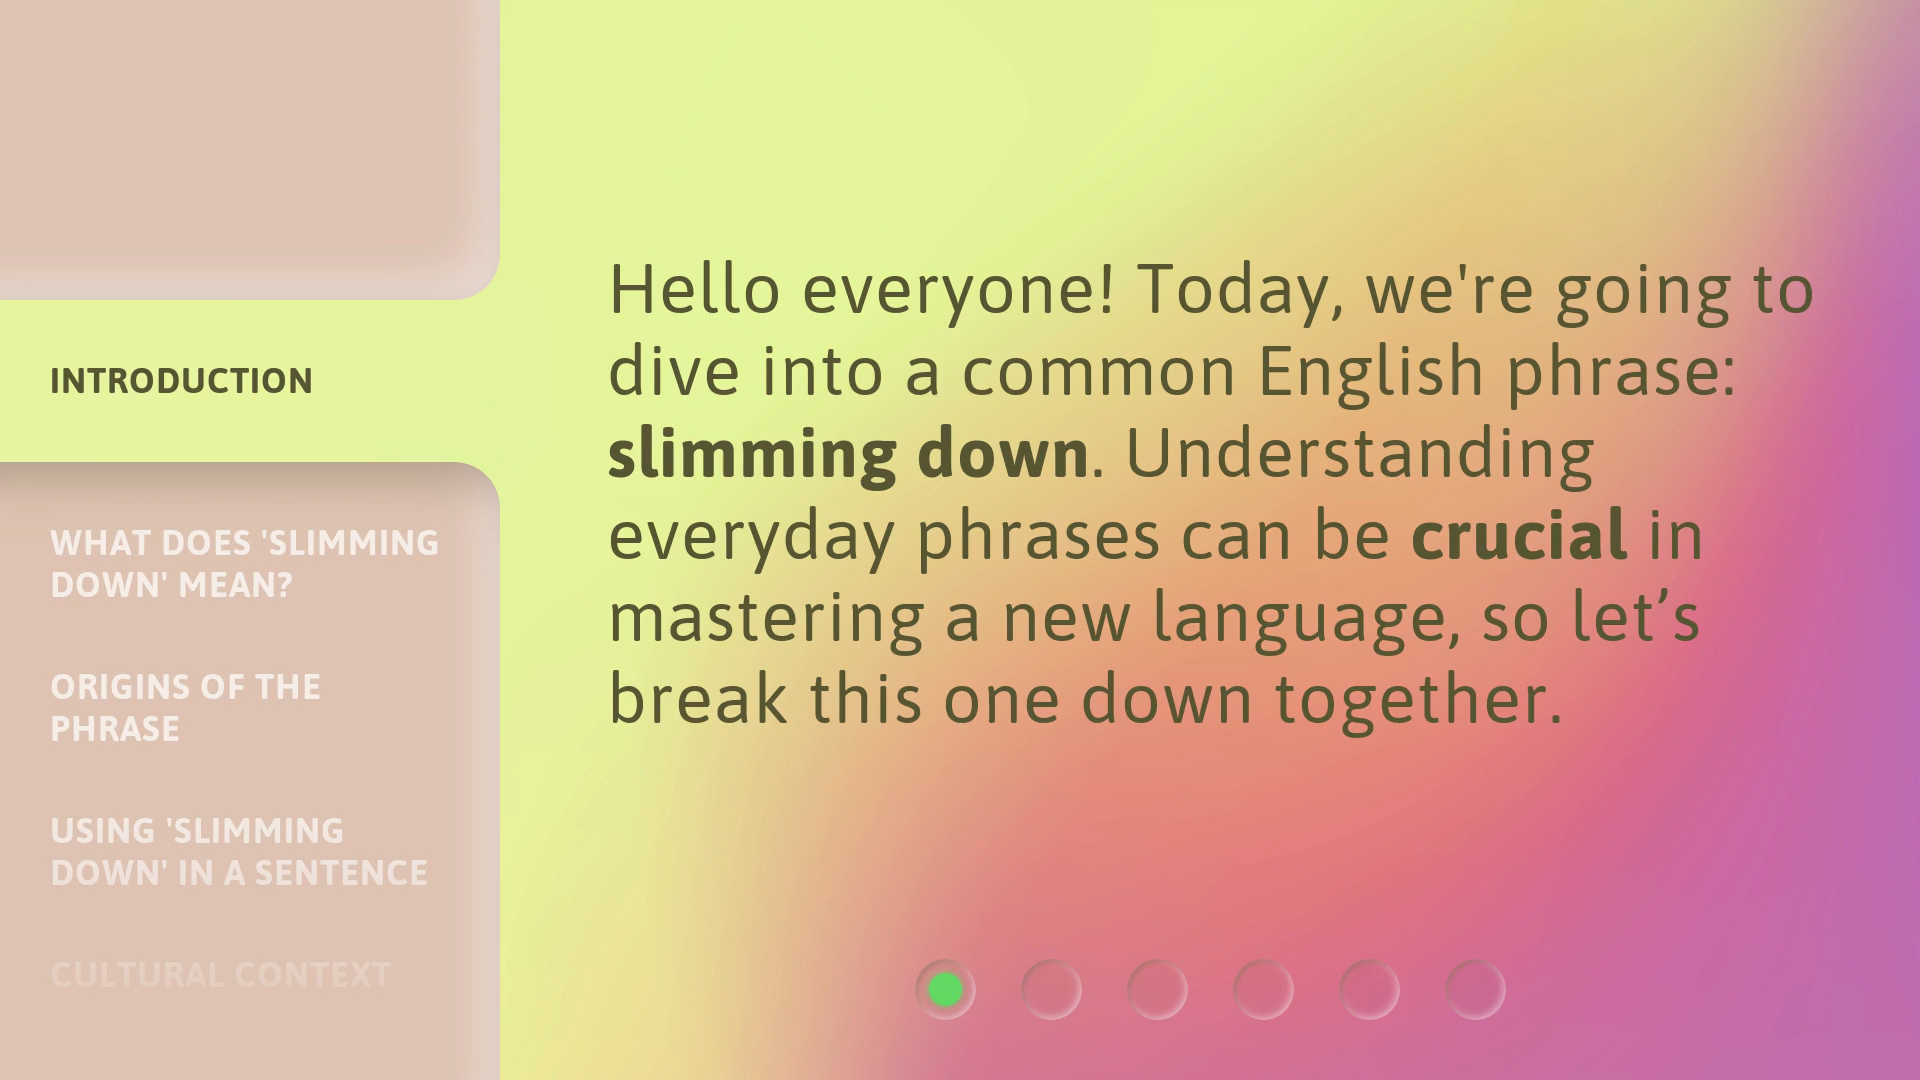 INTRODUCTION
WHAT DOES 'SLIMMING
DOWN' MEAN?
ORIGINS OF THE
PHRASE
USING 'SLIMMING
DOWN' IN A SENTENCE
CULTURAL CONTEXT
Hello everyone! Today, we're going to
dive into a common English phrase:
slimming down. Understanding
everyday phrases can be crucial in
mastering a new language, so let’s
break this one down together.